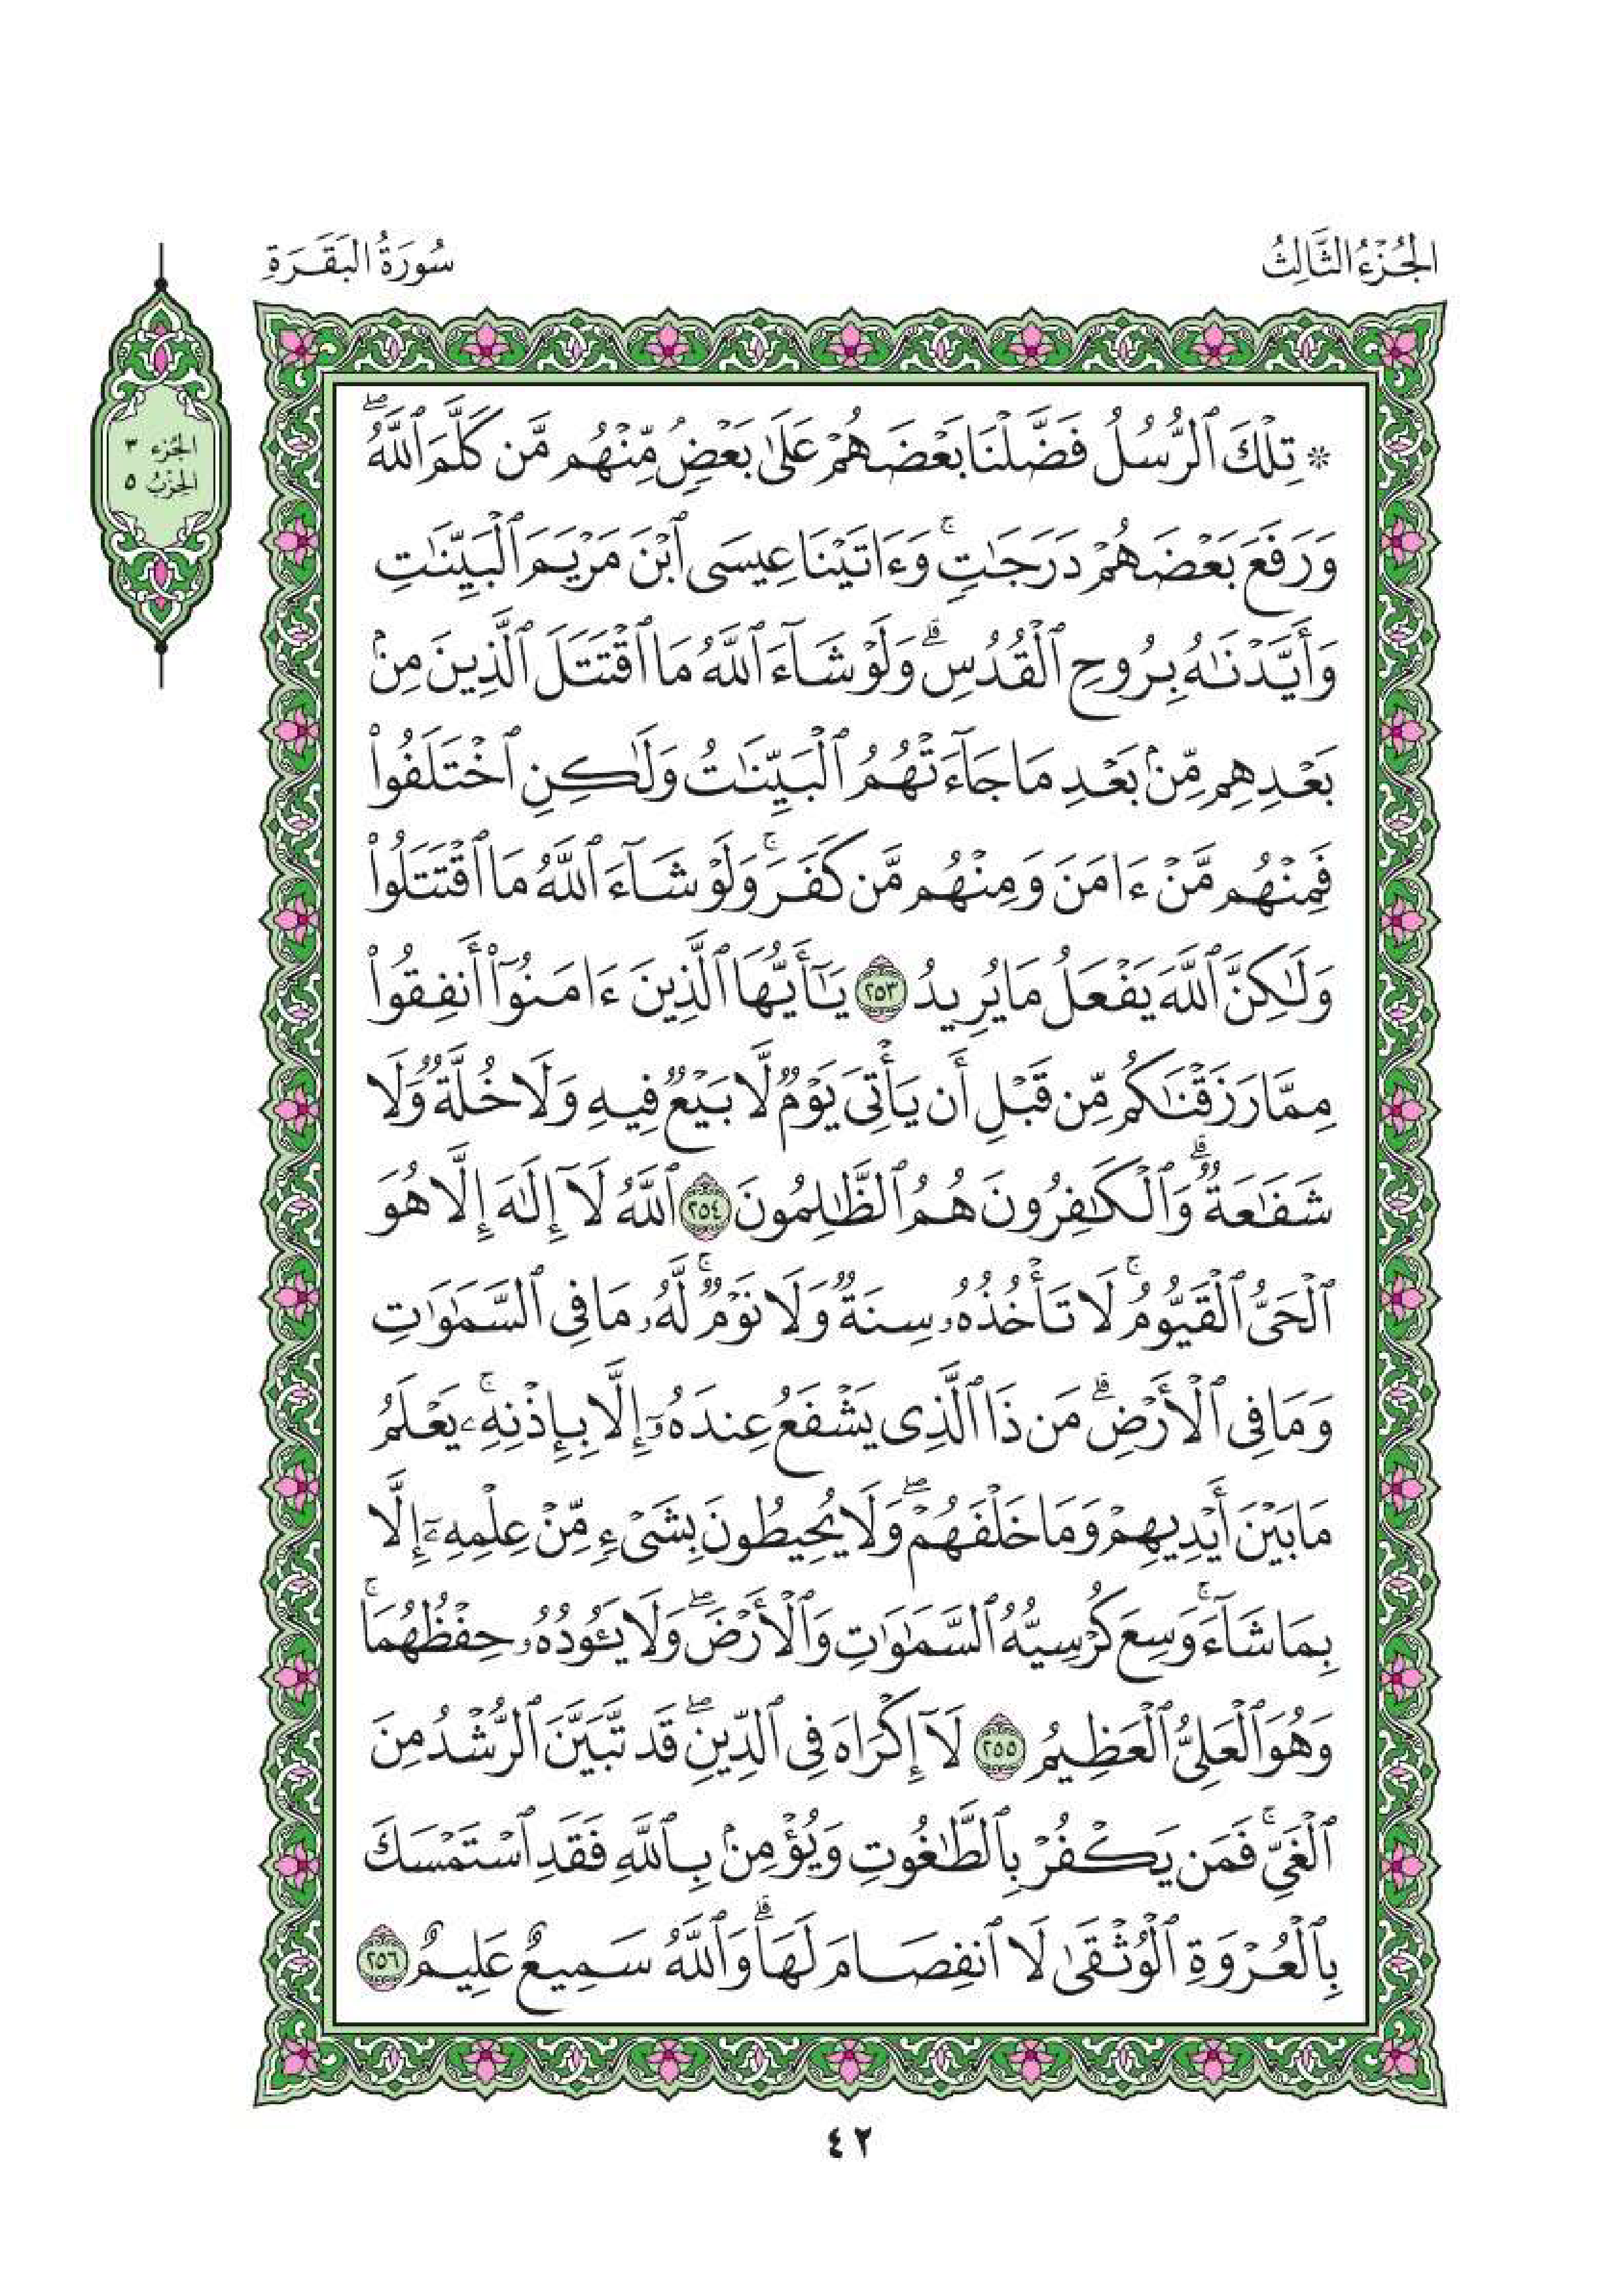 الجُزْءُ الثَّالِثُ
سُورَةُ البَقَرَةِ
الجُزْء ٣
الحِزْبُ ٥
۞ تِلْكَ ٱلرُّسُلُ فَضَّلْنَا بَعْضَهُمْ عَلَىٰ بَعْضٍۘ مِّنْهُم مَّن كَلَّمَ ٱللَّهُۖ
وَرَفَعَ بَعْضَهُمْ دَرَجَٰتٍۚ وَءَاتَيْنَا عِيسَى ٱبْنَ مَرْيَمَ ٱلْبَيِّنَٰتِ
وَأَيَّدْنَٰهُ بِرُوحِ ٱلْقُدُسِۗ وَلَوْ شَآءَ ٱللَّهُ مَا ٱقْتَتَلَ ٱلَّذِينَ مِنۢ
بَعْدِهِم مِّنۢ بَعْدِ مَا جَآءَتْهُمُ ٱلْبَيِّنَٰتُ وَلَٰكِنِ ٱخْتَلَفُوا۟
فَمِنْهُم مَّنْ ءَامَنَ وَمِنْهُم مَّن كَفَرَۚ وَلَوْ شَآءَ ٱللَّهُ مَا ٱقْتَتَلُوا۟
وَلَٰكِنَّ ٱللَّهَ يَفْعَلُ مَا يُرِيدُ ٢٥٣ يَٰٓأَيُّهَا ٱلَّذِينَ ءَامَنُوٓا۟ أَنفِقُوا۟
مِمَّا رَزَقْنَٰكُم مِّن قَبْلِ أَن يَأْتِىَ يَوْمٌ لَّا بَيْعٌ فِيهِ وَلَا خُلَّةٌ وَلَا
شَفَٰعَةٌۗ وَٱلْكَٰفِرُونَ هُمُ ٱلظَّٰلِمُونَ ٢٥٤ ٱللَّهُ لَآ إِلَٰهَ إِلَّا هُوَ
ٱلْحَىُّ ٱلْقَيُّومُۚ لَا تَأْخُذُهُۥ سِنَةٌ وَلَا نَوْمٌۚ لَّهُۥ مَا فِى ٱلسَّمَٰوَٰتِ
وَمَا فِى ٱلْأَرْضِۗ مَن ذَا ٱلَّذِى يَشْفَعُ عِندَهُۥٓ إِلَّا بِإِذْنِهِۦۚ يَعْلَمُ
مَا بَيْنَ أَيْدِيهِمْ وَمَا خَلْفَهُمْۖ وَلَا يُحِيطُونَ بِشَىْءٍ مِّنْ عِلْمِهِۦٓ إِلَّا
بِمَا شَآءَۚ وَسِعَ كُرْسِيُّهُ ٱلسَّمَٰوَٰتِ وَٱلْأَرْضَۖ وَلَا يَـُٔودُهُۥ حِفْظُهُمَاۚ
وَهُوَ ٱلْعَلِىُّ ٱلْعَظِيمُ ٢٥٥ لَآ إِكْرَاهَ فِى ٱلدِّينِۖ قَد تَّبَيَّنَ ٱلرُّشْدُ مِنَ
ٱلْغَىِّۚ فَمَن يَكْفُرْ بِٱلطَّٰغُوتِ وَيُؤْمِنۢ بِٱللَّهِ فَقَدِ ٱسْتَمْسَكَ
بِٱلْعُرْوَةِ ٱلْوُثْقَىٰ لَا ٱنفِصَامَ لَهَاۗ وَٱللَّهُ سَمِيعٌ عَلِيمٌ ٢٥٦
٤٢